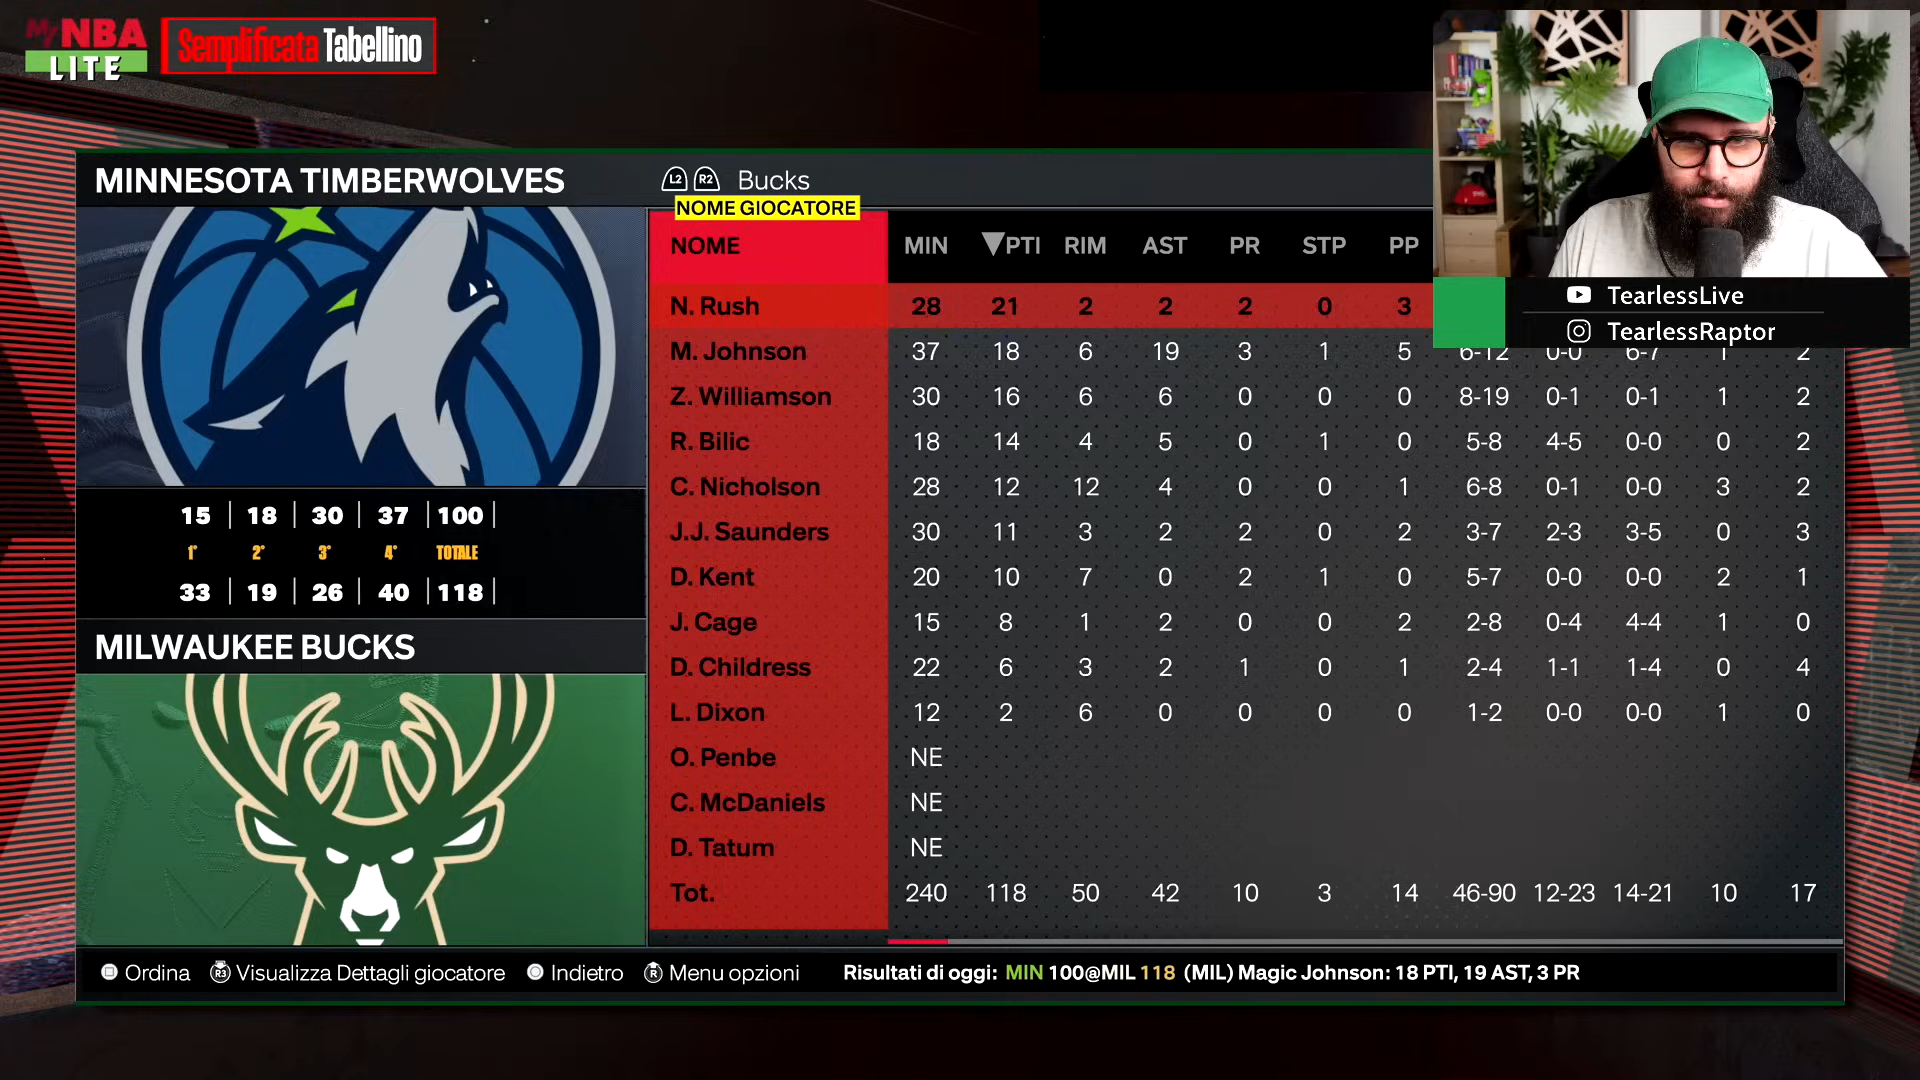 MyNBA
LITE
Semplificata Tabellino
MINNESOTA TIMBERWOLVES
L2 R2 Bucks
NOME GIOCATORE
NOME MIN ▼PTI RIM AST PR STP PP
N. Rush 28 21 2 2 2 0 3
M. Johnson 37 18 6 19 3 1 5 6-12 0-0 6-7 1 2
Z. Williamson 30 16 6 6 0 0 0 8-19 0-1 0-1 1 2
R. Bilic 18 14 4 5 0 1 0 5-8 4-5 0-0 0 2
C. Nicholson 28 12 12 4 0 0 1 6-8 0-1 0-0 3 2
J.J. Saunders 30 11 3 2 2 0 2 3-7 2-3 3-5 0 3
D. Kent 20 10 7 0 2 1 0 5-7 0-0 0-0 2 1
J. Cage 15 8 1 2 0 0 2 2-8 0-4 4-4 1 0
D. Childress 22 6 3 2 1 0 1 2-4 1-1 1-4 0 4
L. Dixon 12 2 6 0 0 0 0 1-2 0-0 0-0 1 0
O. Penbe NE
C. McDaniels NE
D. Tatum NE
Tot. 240 118 50 42 10 3 14 46-90 12-23 14-21 10 17
15 18 30 37 100
1° 2° 3° 4° TOTALE
33 19 26 40 118
MILWAUKEE BUCKS
TearlessLive
TearlessRaptor
Ordina R3 Visualizza Dettagli giocatore Indietro R Menu opzioni Risultati di oggi: MIN 100@MIL 118 (MIL) Magic Johnson: 18 PTI, 19 AST, 3 PR